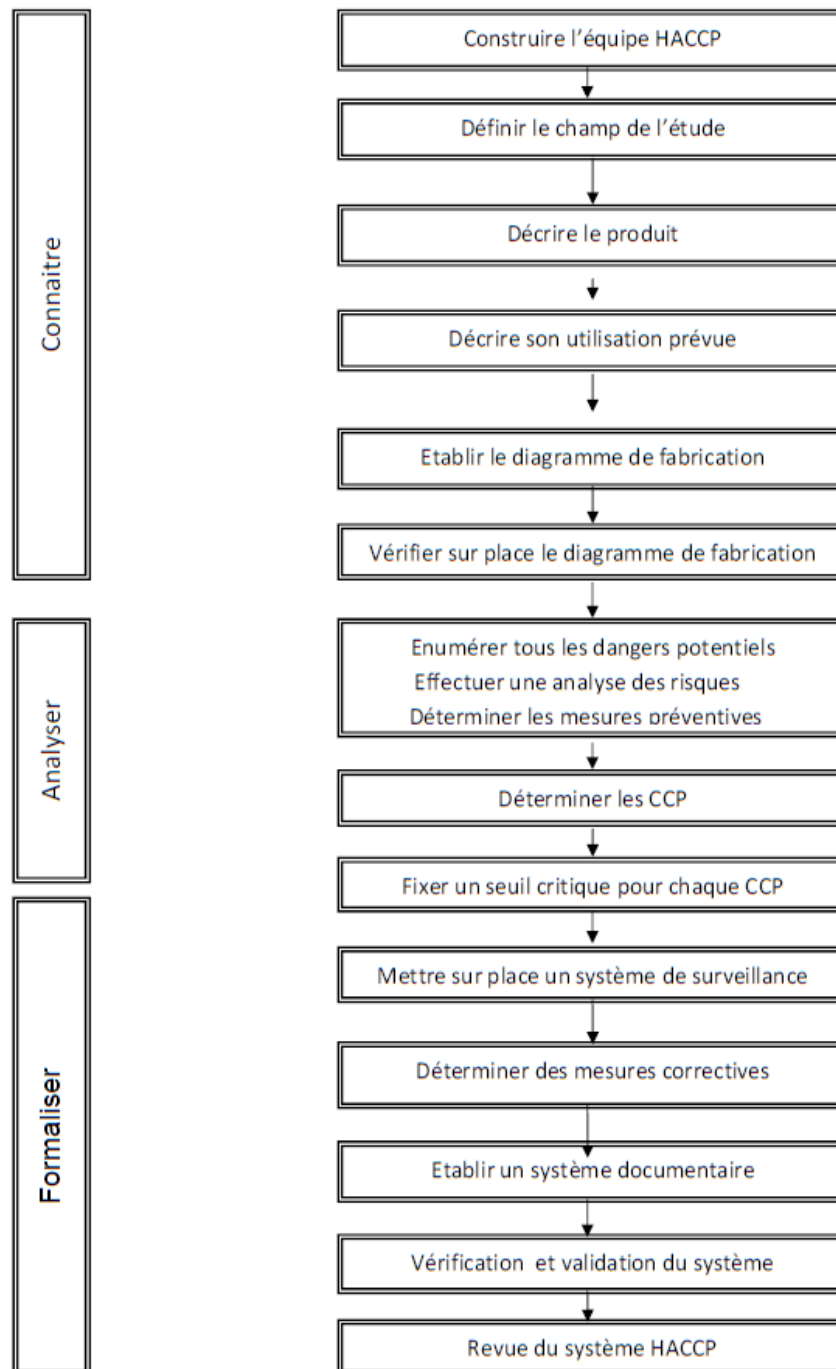 Connaitre
Construire l'équipe HACCP
Définir le champ de l'étude
Décrire le produit
Décrire son utilisation prévue
Etablir le diagramme de fabrication
Vérifier sur place le diagramme de fabrication
Analyser
Enumérer tous les dangers potentiels
Effectuer une analyse des risques
Déterminer les mesures préventives
Déterminer les CCP
Fixer un seuil critique pour chaque CCP
Formaliser
Mettre sur place un système de surveillance
Déterminer des mesures correctives
Etablir un système documentaire
Vérification et validation du système
Revue du système HACCP